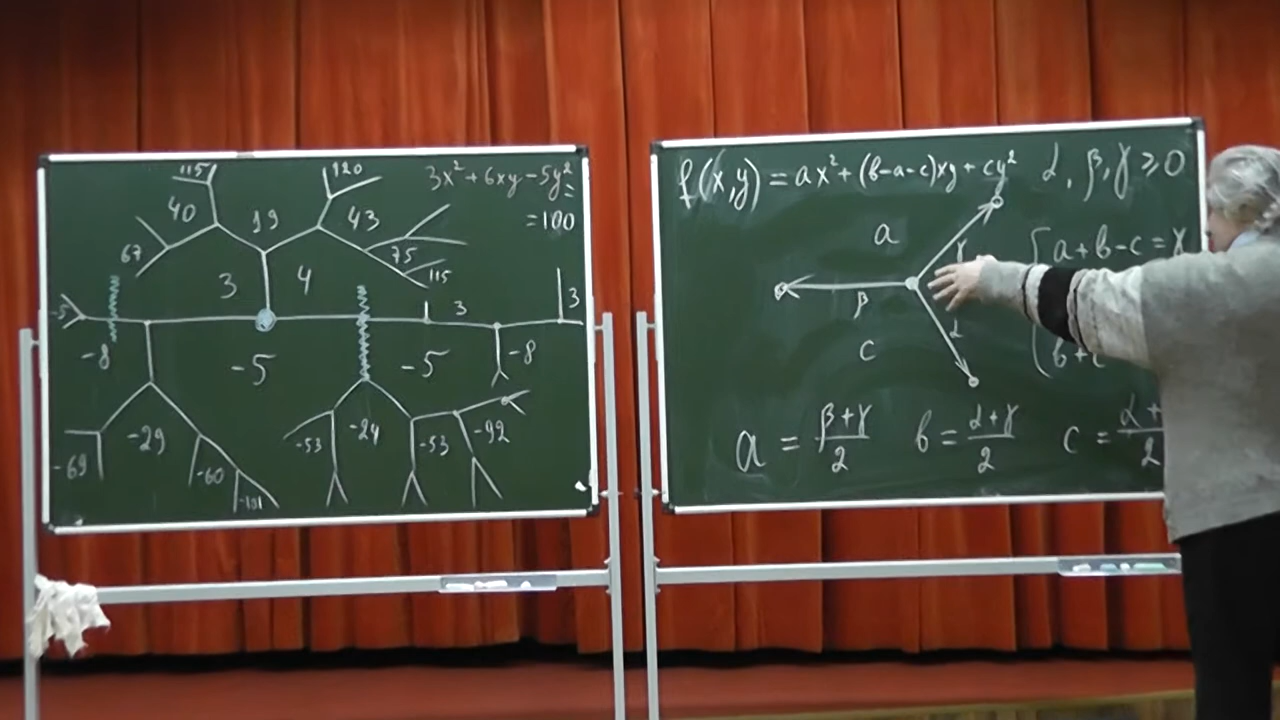 115
120
3x² + 6xy - 5y² =
= 100
40
19
43
67
75
115
3
4
3
3
-5
-8
-5
-5
-8
-29
-24
-53
-53
-92
-69
-60
-101
f(x,y) = ax² + (b-a-c)xy + cy²
α, β, γ ⩾ 0
a
a + b - c = γ
γ
β
α
c
b + c
a = β + γ / 2
b = α + γ / 2
c = α + / 2